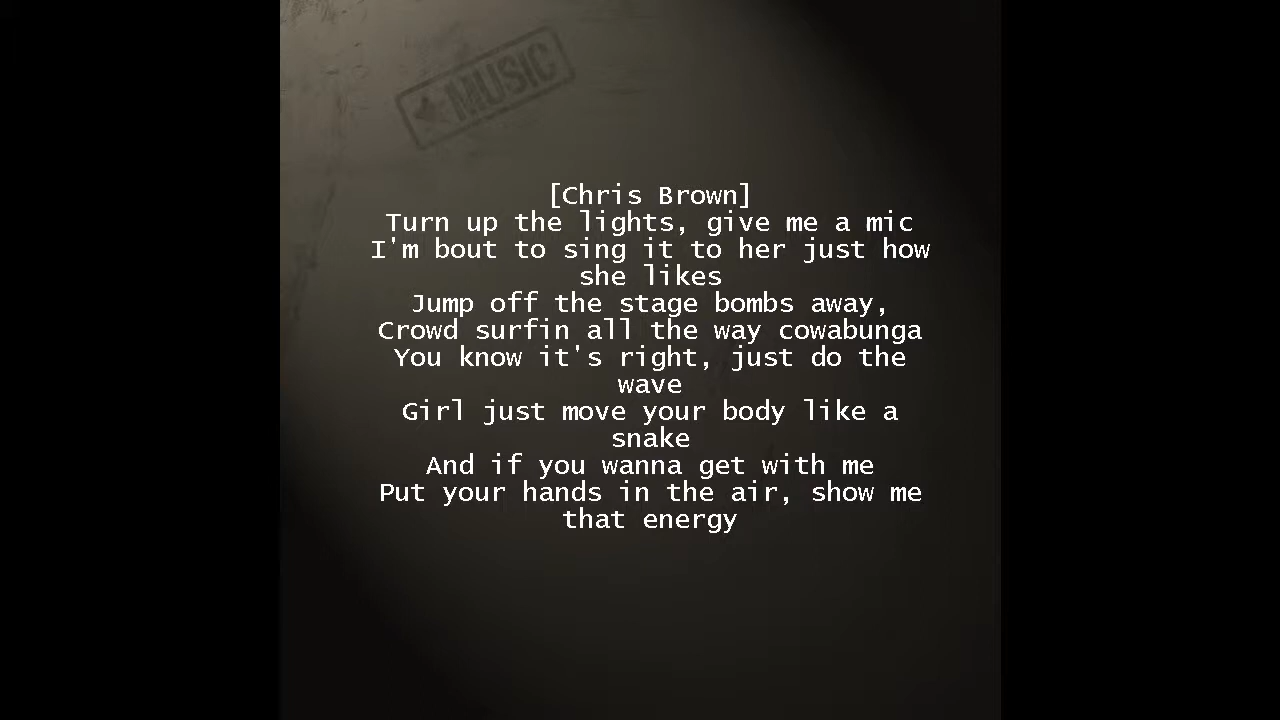 MUSIC
[Chris Brown]
Turn up the lights, give me a mic
I'm bout to sing it to her just how
she likes
Jump off the stage bombs away,
Crowd surfin all the way cowabunga
You know it's right, just do the
wave
Girl just move your body like a
snake
And if you wanna get with me
Put your hands in the air, show me
that energy